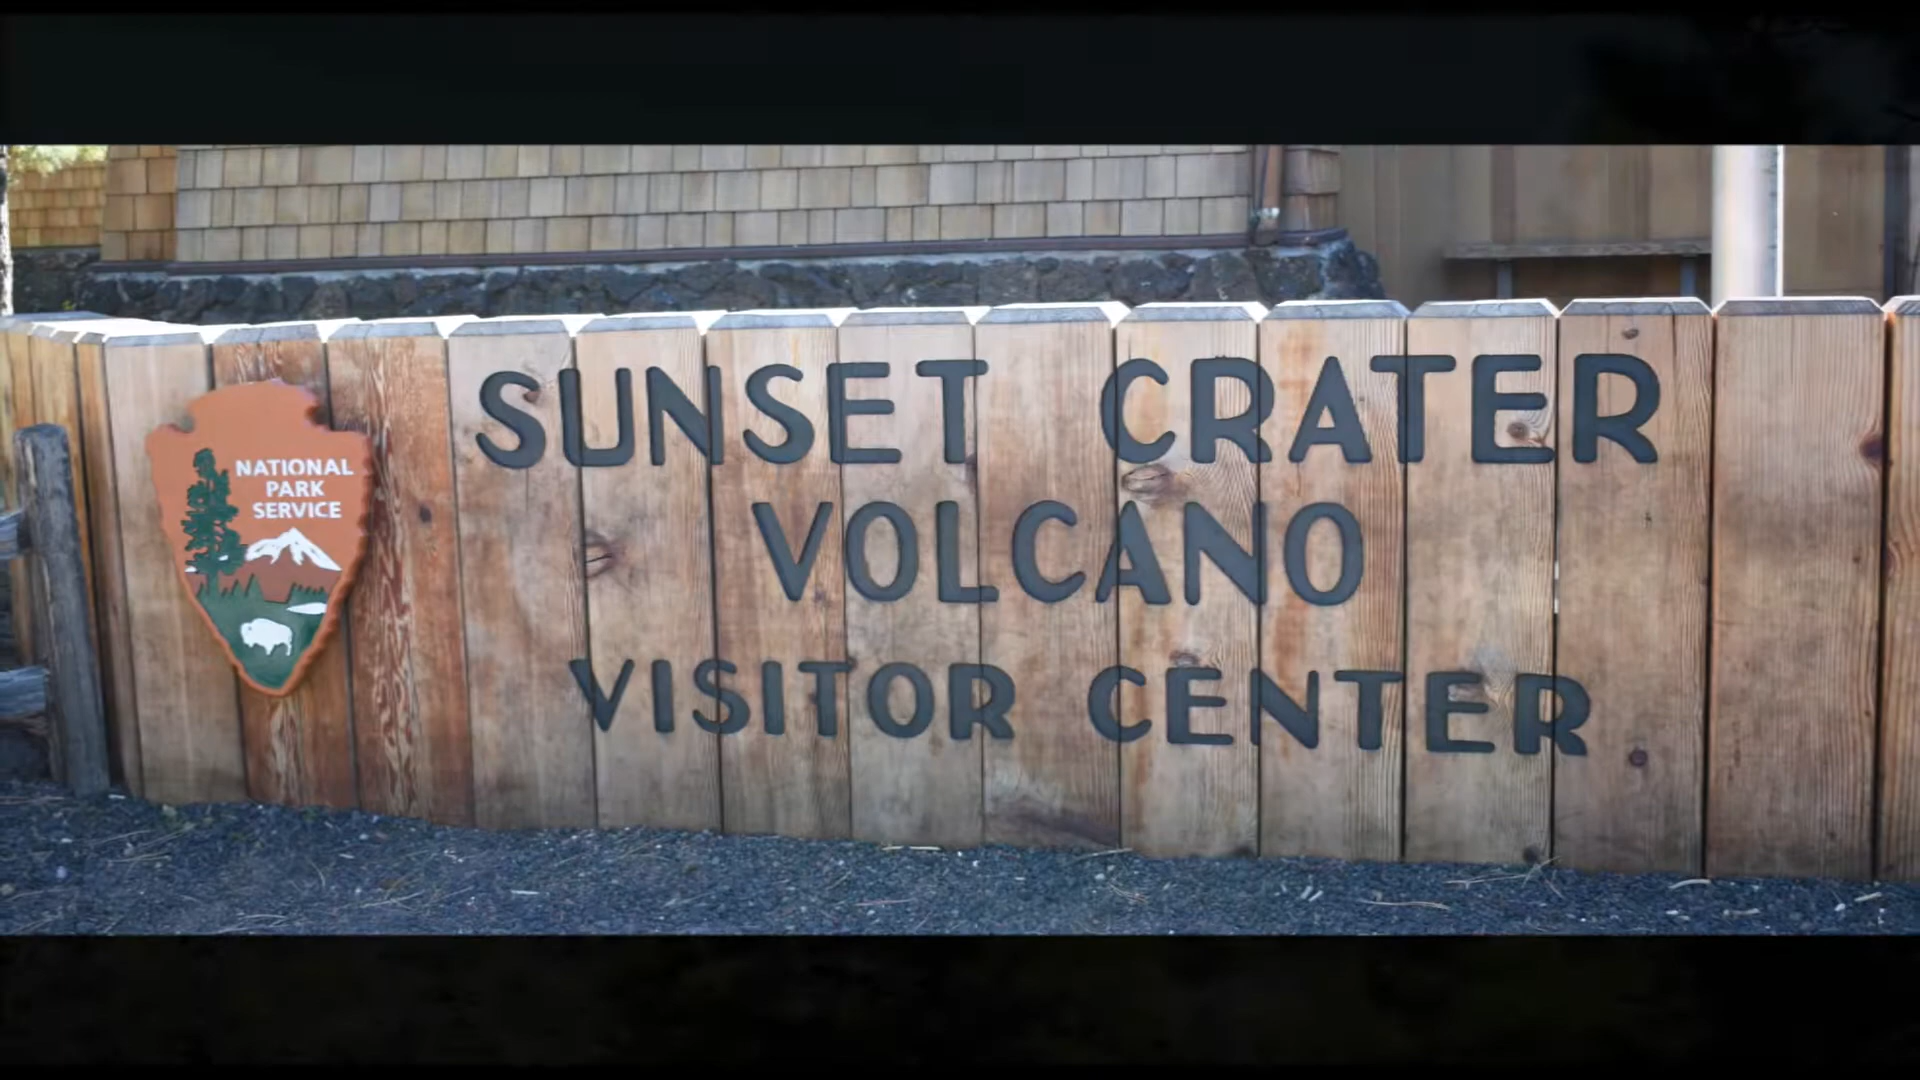 NATIONAL
PARK
SERVICE
SUNSET CRATER
VOLCANO
VISITOR CENTER